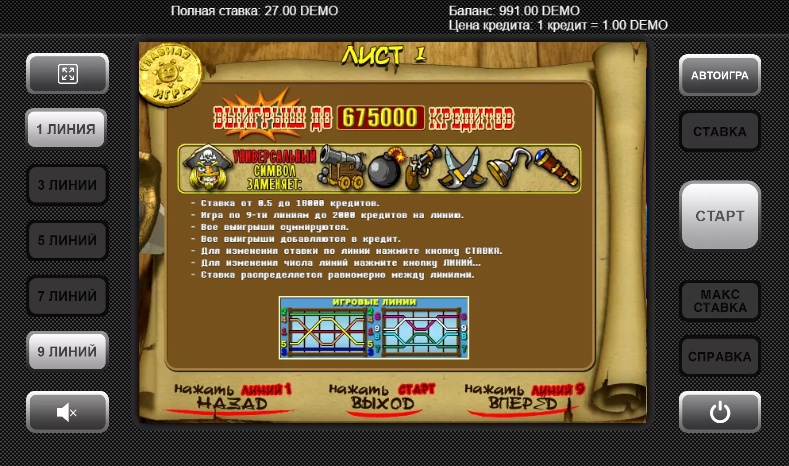 Полная ставка: 27.00 DEMO
Баланс: 991.00 DEMO
Цена кредита: 1 кредит = 1.00 DEMO
ЛИСТ 1
ГЛАВНАЯ ИГРА
АВТОИГРА
1 ЛИНИЯ
3 ЛИНИИ
5 ЛИНИЙ
7 ЛИНИЙ
9 ЛИНИЙ
СТАВКА
СТАРТ
МАКС
СТАВКА
СПРАВКА
ВЫИГРЫШ ДО 675000 КРЕДИТОВ
УНИВЕРСАЛЬНЫЙ
СИМВОЛ
ЗАМЕНЯЕТ:
- Ставка от 0.5 до 18000 кредитов.
- Игра по 9-ти линиям до 2000 кредитов на линию.
- Все выигрыши суммируются.
- Все выигрыши добавляются в кредит.
- Для изменения ставки по линии нажмите кнопку СТАВКА.
- Для изменения числа линий нажмите кнопку ЛИНИЙ...
- Ставка распределяется равномерно между линиями.
ИГРОВЫЕ ЛИНИИ
нажать ЛИНИЙ 1
НАЗАД
нажать СТАРТ
ВЫХОД
нажать ЛИНИЙ 9
ВПЕРЁД